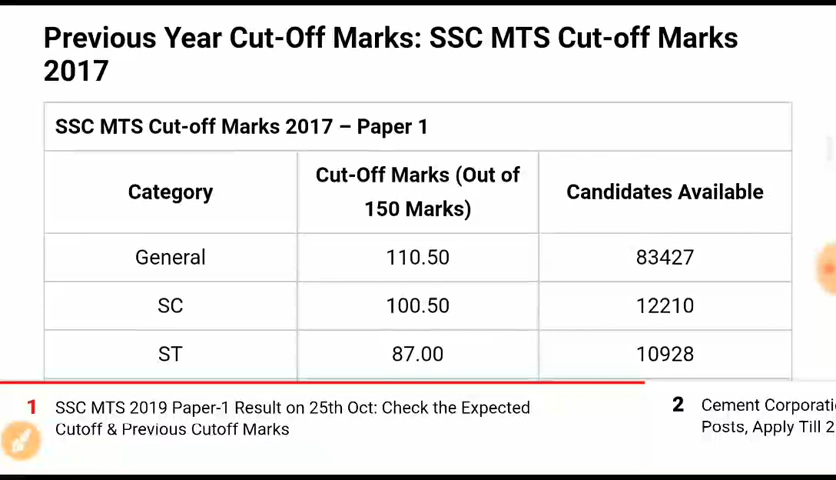 Previous Year Cut-Off Marks: SSC MTS Cut-off Marks
2017
SSC MTS Cut-off Marks 2017 – Paper 1
Category Cut-Off Marks (Out of 150 Marks) Candidates Available
General 110.50 83427
SC 100.50 12210
ST 87.00 10928
1 SSC MTS 2019 Paper-1 Result on 25th Oct: Check the Expected
Cutoff & Previous Cutoff Marks
2 Cement Corporati
Posts, Apply Till 2